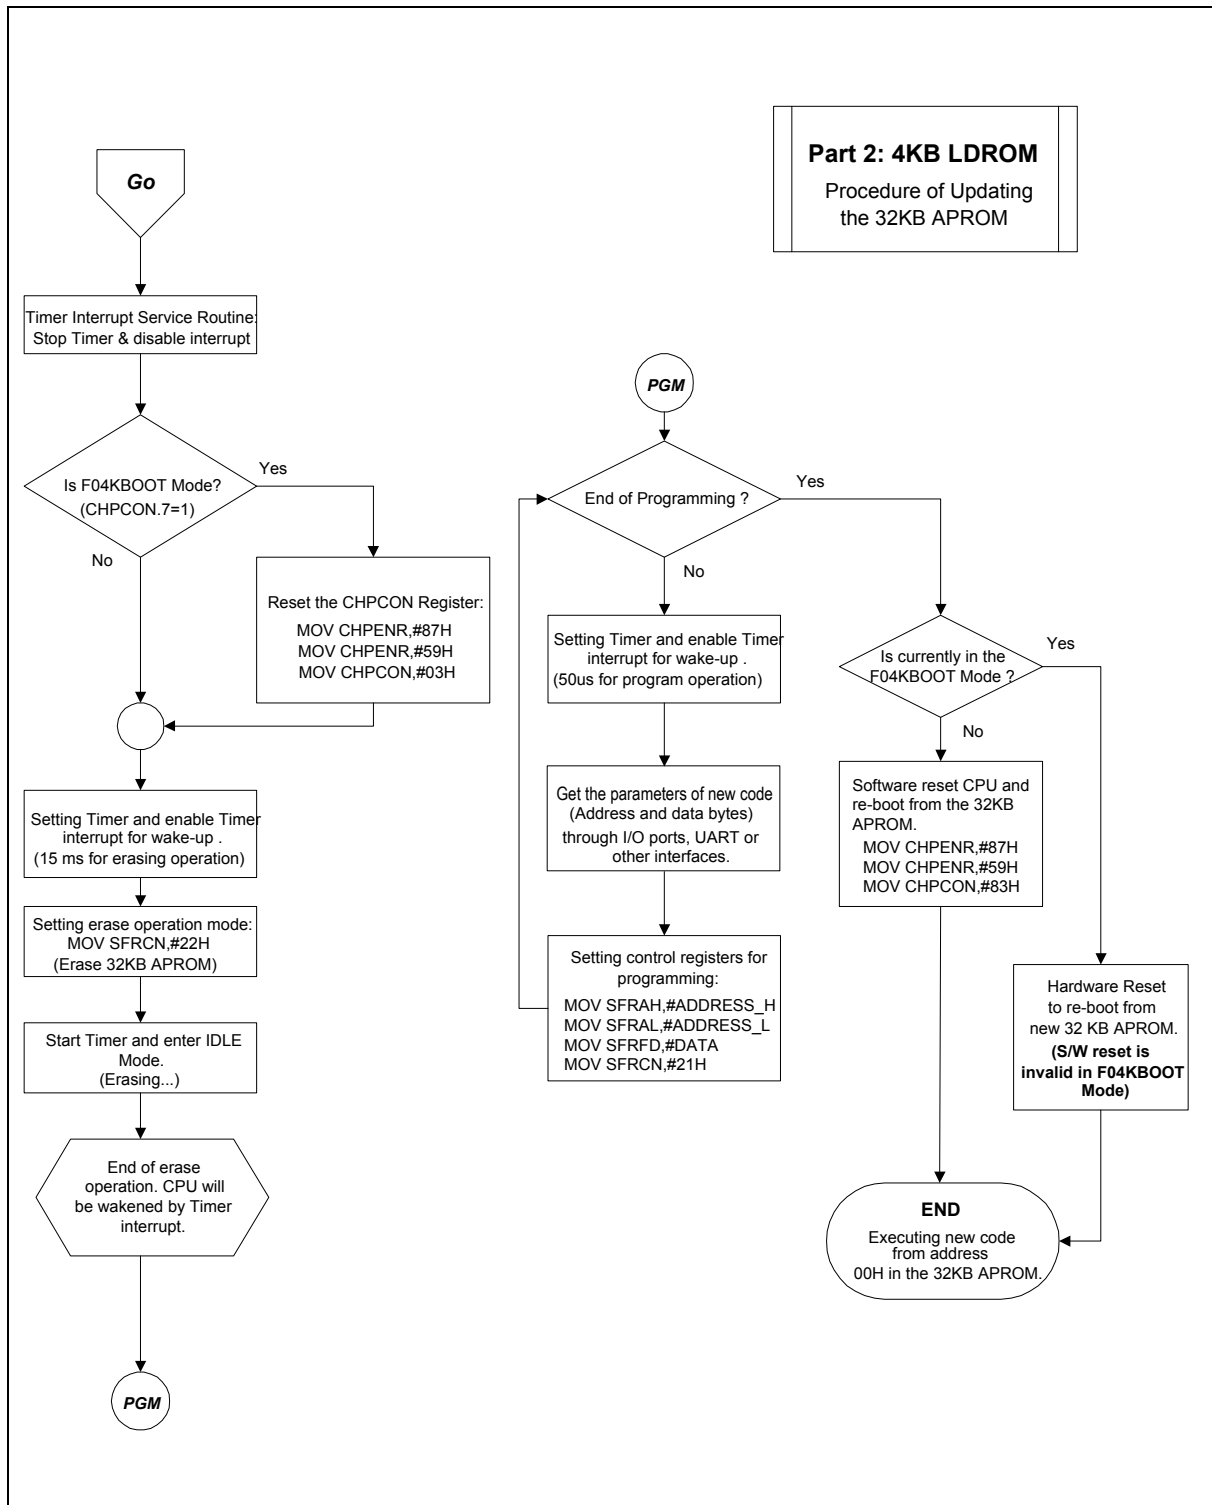 Part 2: 4KB LDROM
Procedure of Updating
the 32KB APROM
Go
Timer Interrupt Service Routine:
Stop Timer & disable interrupt
Is F04KBOOT Mode?
(CHPCON.7=1)
Yes
No
Reset the CHPCON Register:
MOV CHPENR,#87H
MOV CHPENR,#59H
MOV CHPCON,#03H
Setting Timer and enable Timer
interrupt for wake-up .
(15 ms for erasing operation)
Setting erase operation mode:
MOV SFRCN,#22H
(Erase 32KB APROM)
Start Timer and enter IDLE
Mode.
(Erasing...)
End of erase
operation. CPU will
be wakened by Timer
interrupt.
PGM
PGM
End of Programming ?
Yes
No
Setting Timer and enable Timer
interrupt for wake-up .
(50us for program operation)
Get the parameters of new code
(Address and data bytes)
through I/O ports, UART or
other interfaces.
Setting control registers for
programming:
MOV SFRAH,#ADDRESS_H
MOV SFRAL,#ADDRESS_L
MOV SFRFD,#DATA
MOV SFRCN,#21H
Is currently in the
F04KBOOT Mode ?
Yes
No
Software reset CPU and
re-boot from the 32KB
APROM.
MOV CHPENR,#87H
MOV CHPENR,#59H
MOV CHPCON,#83H
Hardware Reset
to re-boot from
new 32 KB APROM.
(S/W reset is
invalid in F04KBOOT
Mode)
END
Executing new code
from address
00H in the 32KB APROM.